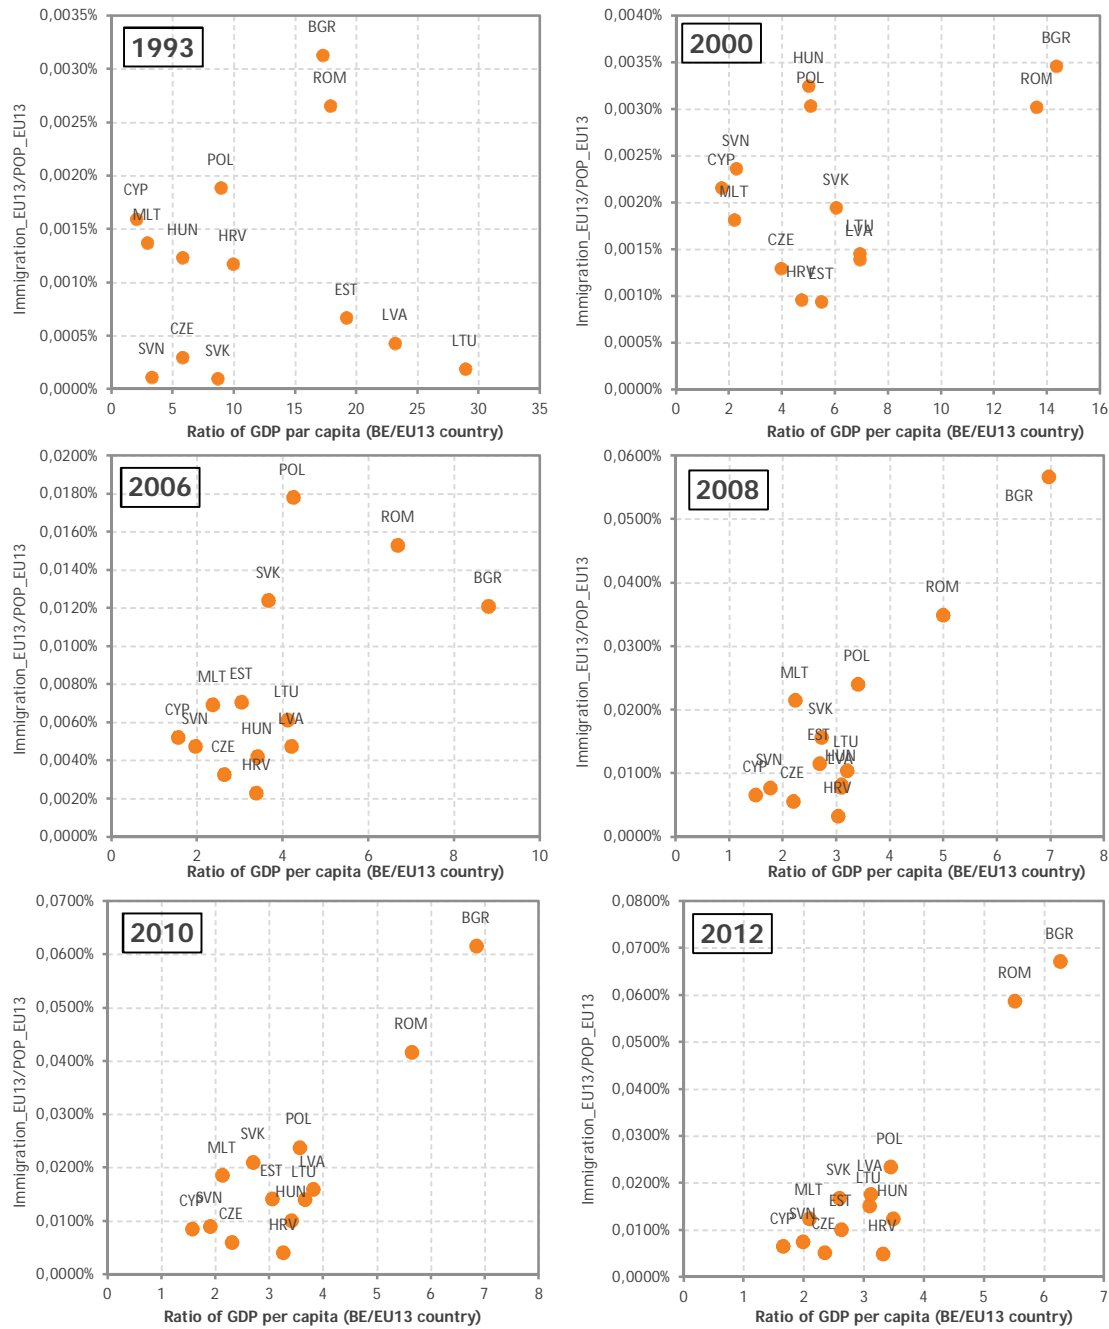 1993
Immigration_EU13/POP_EU13
0,0035%
0,0030%
0,0025%
0,0020%
0,0015%
0,0010%
0,0005%
0,0000%
BGR
ROM
POL
CYP
MLT
HUN
HRV
EST
LVA
LTU
CZE
SVN
SVK
0 5 10 15 20 25 30 35
Ratio of GDP par capita (BE/EU13 country)
2000
Immigration_EU13/POP_EU13
0,0040%
0,0035%
0,0030%
0,0025%
0,0020%
0,0015%
0,0010%
0,0005%
0,0000%
BGR
HUN
POL
ROM
SVN
CYP
MLT
SVK
LTU
LVA
CZE
HRV
EST
0 2 4 6 8 10 12 14 16
Ratio of GDP per capita (BE/EU13 country)
2006
Immigration_EU13/POP_EU13
0,0200%
0,0180%
0,0160%
0,0140%
0,0120%
0,0100%
0,0080%
0,0060%
0,0040%
0,0020%
0,0000%
POL
ROM
SVK
BGR
MLT
EST
CYP
SVN
LTU
LVA
HUN
CZE
HRV
0 2 4 6 8 10
Ratio of GDP per capita (BE/EU13 country)
2008
Immigration_EU13/POP_EU13
0,0600%
0,0500%
0,0400%
0,0300%
0,0200%
0,0100%
0,0000%
BGR
ROM
POL
MLT
SVK
EST
LTU
HUN
LVA
CYP
SVN
CZE
HRV
0 1 2 3 4 5 6 7 8
Ratio of GDP per capita (BE/EU13 country)
2010
Immigration_EU13/POP_EU13
0,0700%
0,0600%
0,0500%
0,0400%
0,0300%
0,0200%
0,0100%
0,0000%
BGR
ROM
POL
SVK
MLT
LVA
EST
LTU
HUN
CYP
SVN
CZE
HRV
0 1 2 3 4 5 6 7 8
Ratio of GDP per capita (BE/EU13 country)
2012
Immigration_EU13/POP_EU13
0,0800%
0,0700%
0,0600%
0,0500%
0,0400%
0,0300%
0,0200%
0,0100%
0,0000%
BGR
ROM
POL
SVK
LVA
LTU
MLT
EST
HUN
CYP
SVN
CZE
HRV
0 1 2 3 4 5 6 7
Ratio of GDP per capita (BE/EU13 country)